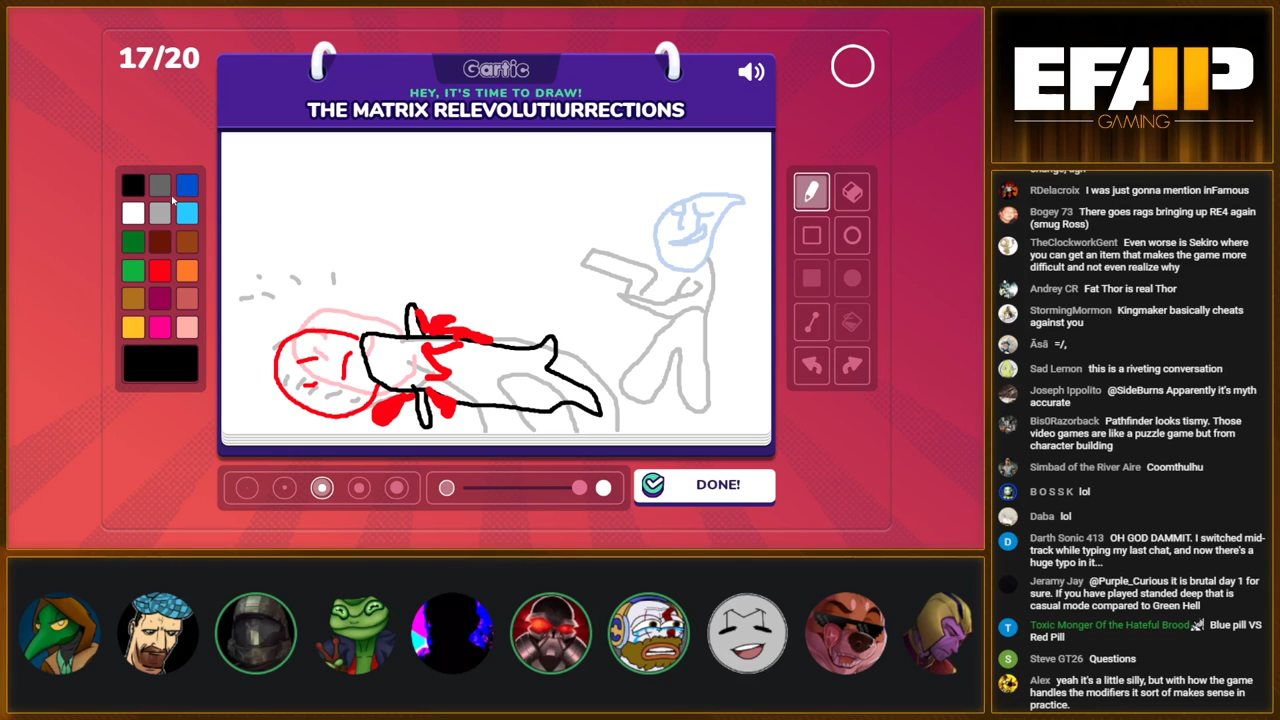 17/20
Gartic
HEY, IT'S TIME TO DRAW!
THE MATRIX RELEVOLUTIURRECTIONS
DONE!
EFAP
GAMING
RDelacroix I was just gonna mention inFamous
Bogey 73 There goes rags bringing up RE4 again
(smug Ross)
TheClockworkGent Even worse is Sekiro where
you can get an item that makes the game more
difficult and not even realize why
Andrey CR Fat Thor is real Thor
StormingMormon Kingmaker basically cheats
against you
Āsā =/,
Sad Lemon this is a riveting conversation
Joseph Ippolito @SideBurns Apparently it's myth
accurate
Bis0Razorback Pathfinder looks tismy. Those
video games are like a puzzle game but from
character building
Simbad of the River Aire Coomthulhu
B O S S K lol
Daba lol
D
Darth Sonic 413 OH GOD DAMMIT. I switched mid-
track while typing my last chat, and now there's a
huge typo in it...
Jeramy Jay @Purple_Curious it is brutal day 1 for
sure. If you have played standed deep that is
casual mode compared to Green Hell
T
Toxic Monger Of the Hateful Brood Blue pill VS
Red Pill
S
Steve GT26 Questions
Alex yeah it's a little silly, but with how the game
handles the modifiers it sort of makes sense in
practice.